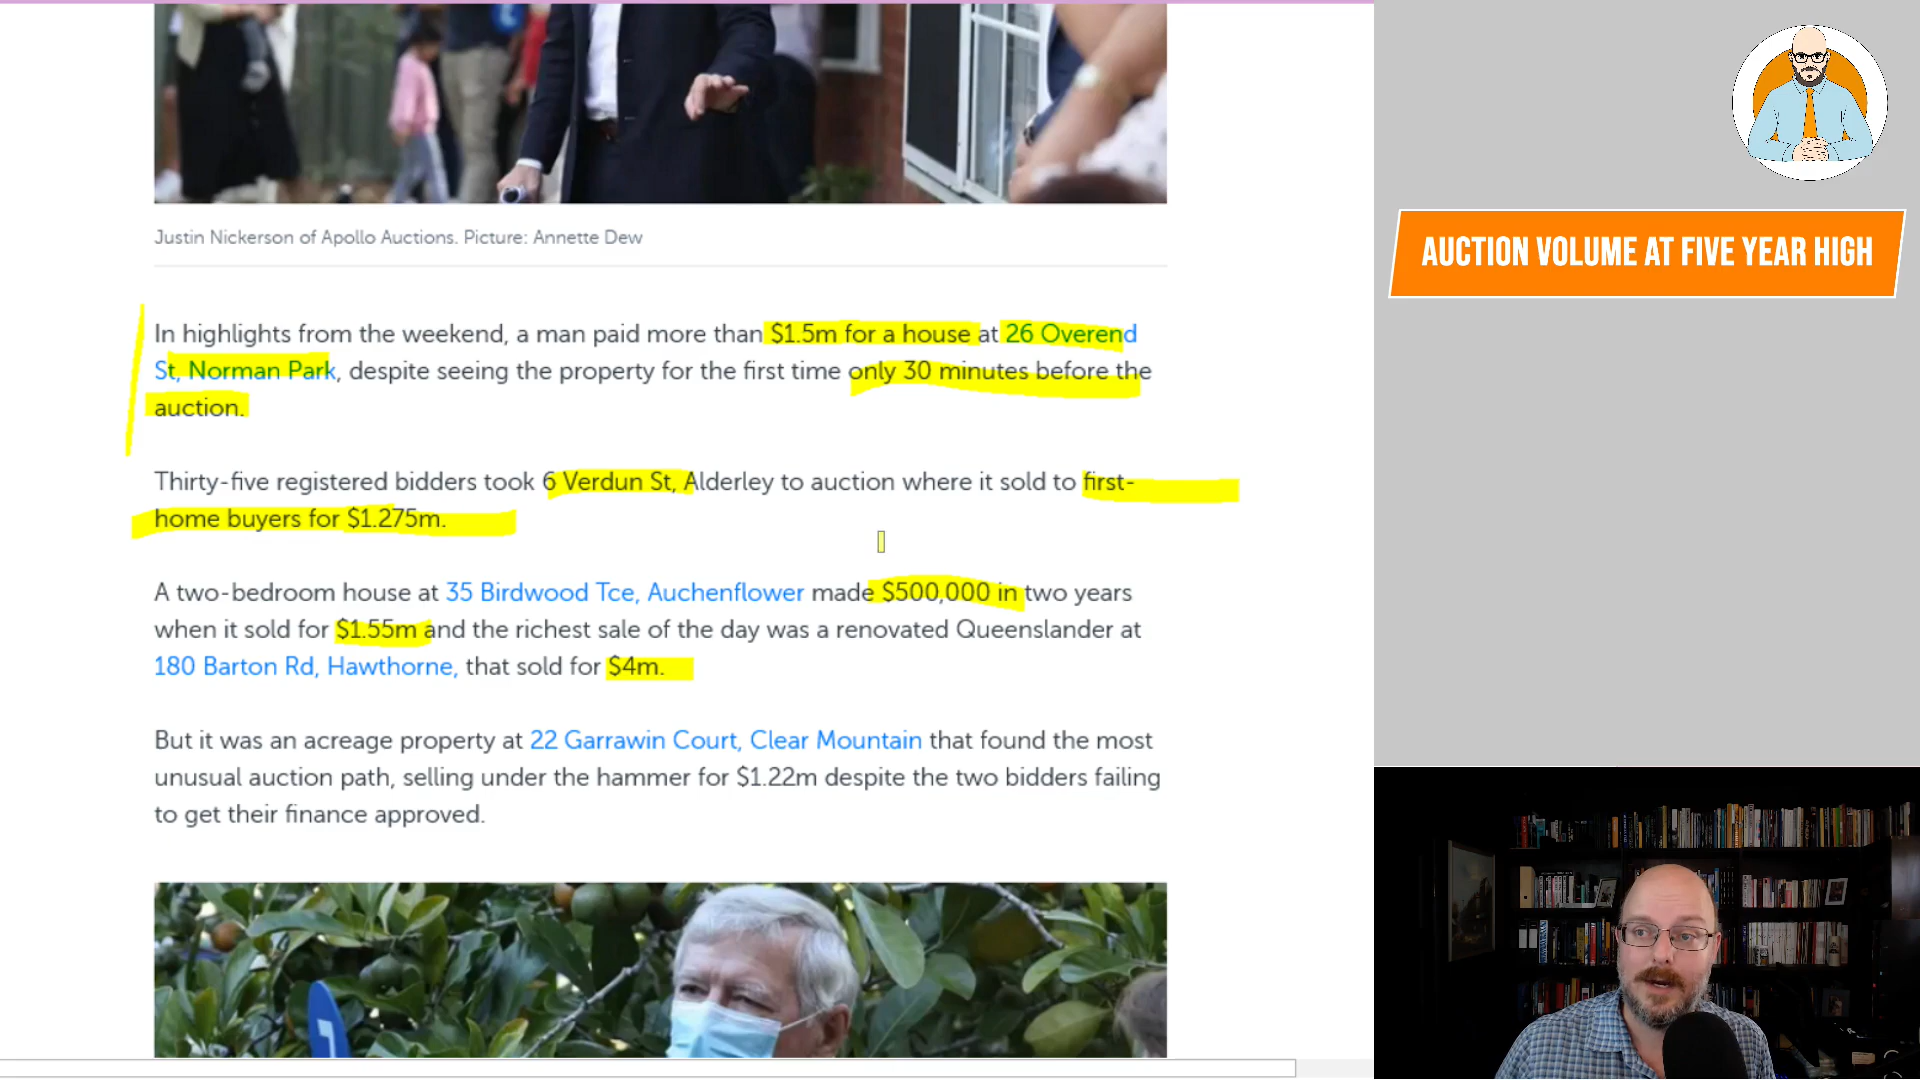 Justin Nickerson of Apollo Auctions. Picture: Annette Dew
AUCTION VOLUME AT FIVE YEAR HIGH
In highlights from the weekend, a man paid more than $1.5m for a house at 26 Overend
St, Norman Park, despite seeing the property for the first time only 30 minutes before the
auction.
Thirty-five registered bidders took 6 Verdun St, Alderley to auction where it sold to first-
home buyers for $1.275m.
A two-bedroom house at 35 Birdwood Tce, Auchenflower made $500,000 in two years
when it sold for $1.55m and the richest sale of the day was a renovated Queenslander at
180 Barton Rd, Hawthorne, that sold for $4m.
But it was an acreage property at 22 Garrawin Court, Clear Mountain that found the most
unusual auction path, selling under the hammer for $1.22m despite the two bidders failing
to get their finance approved.